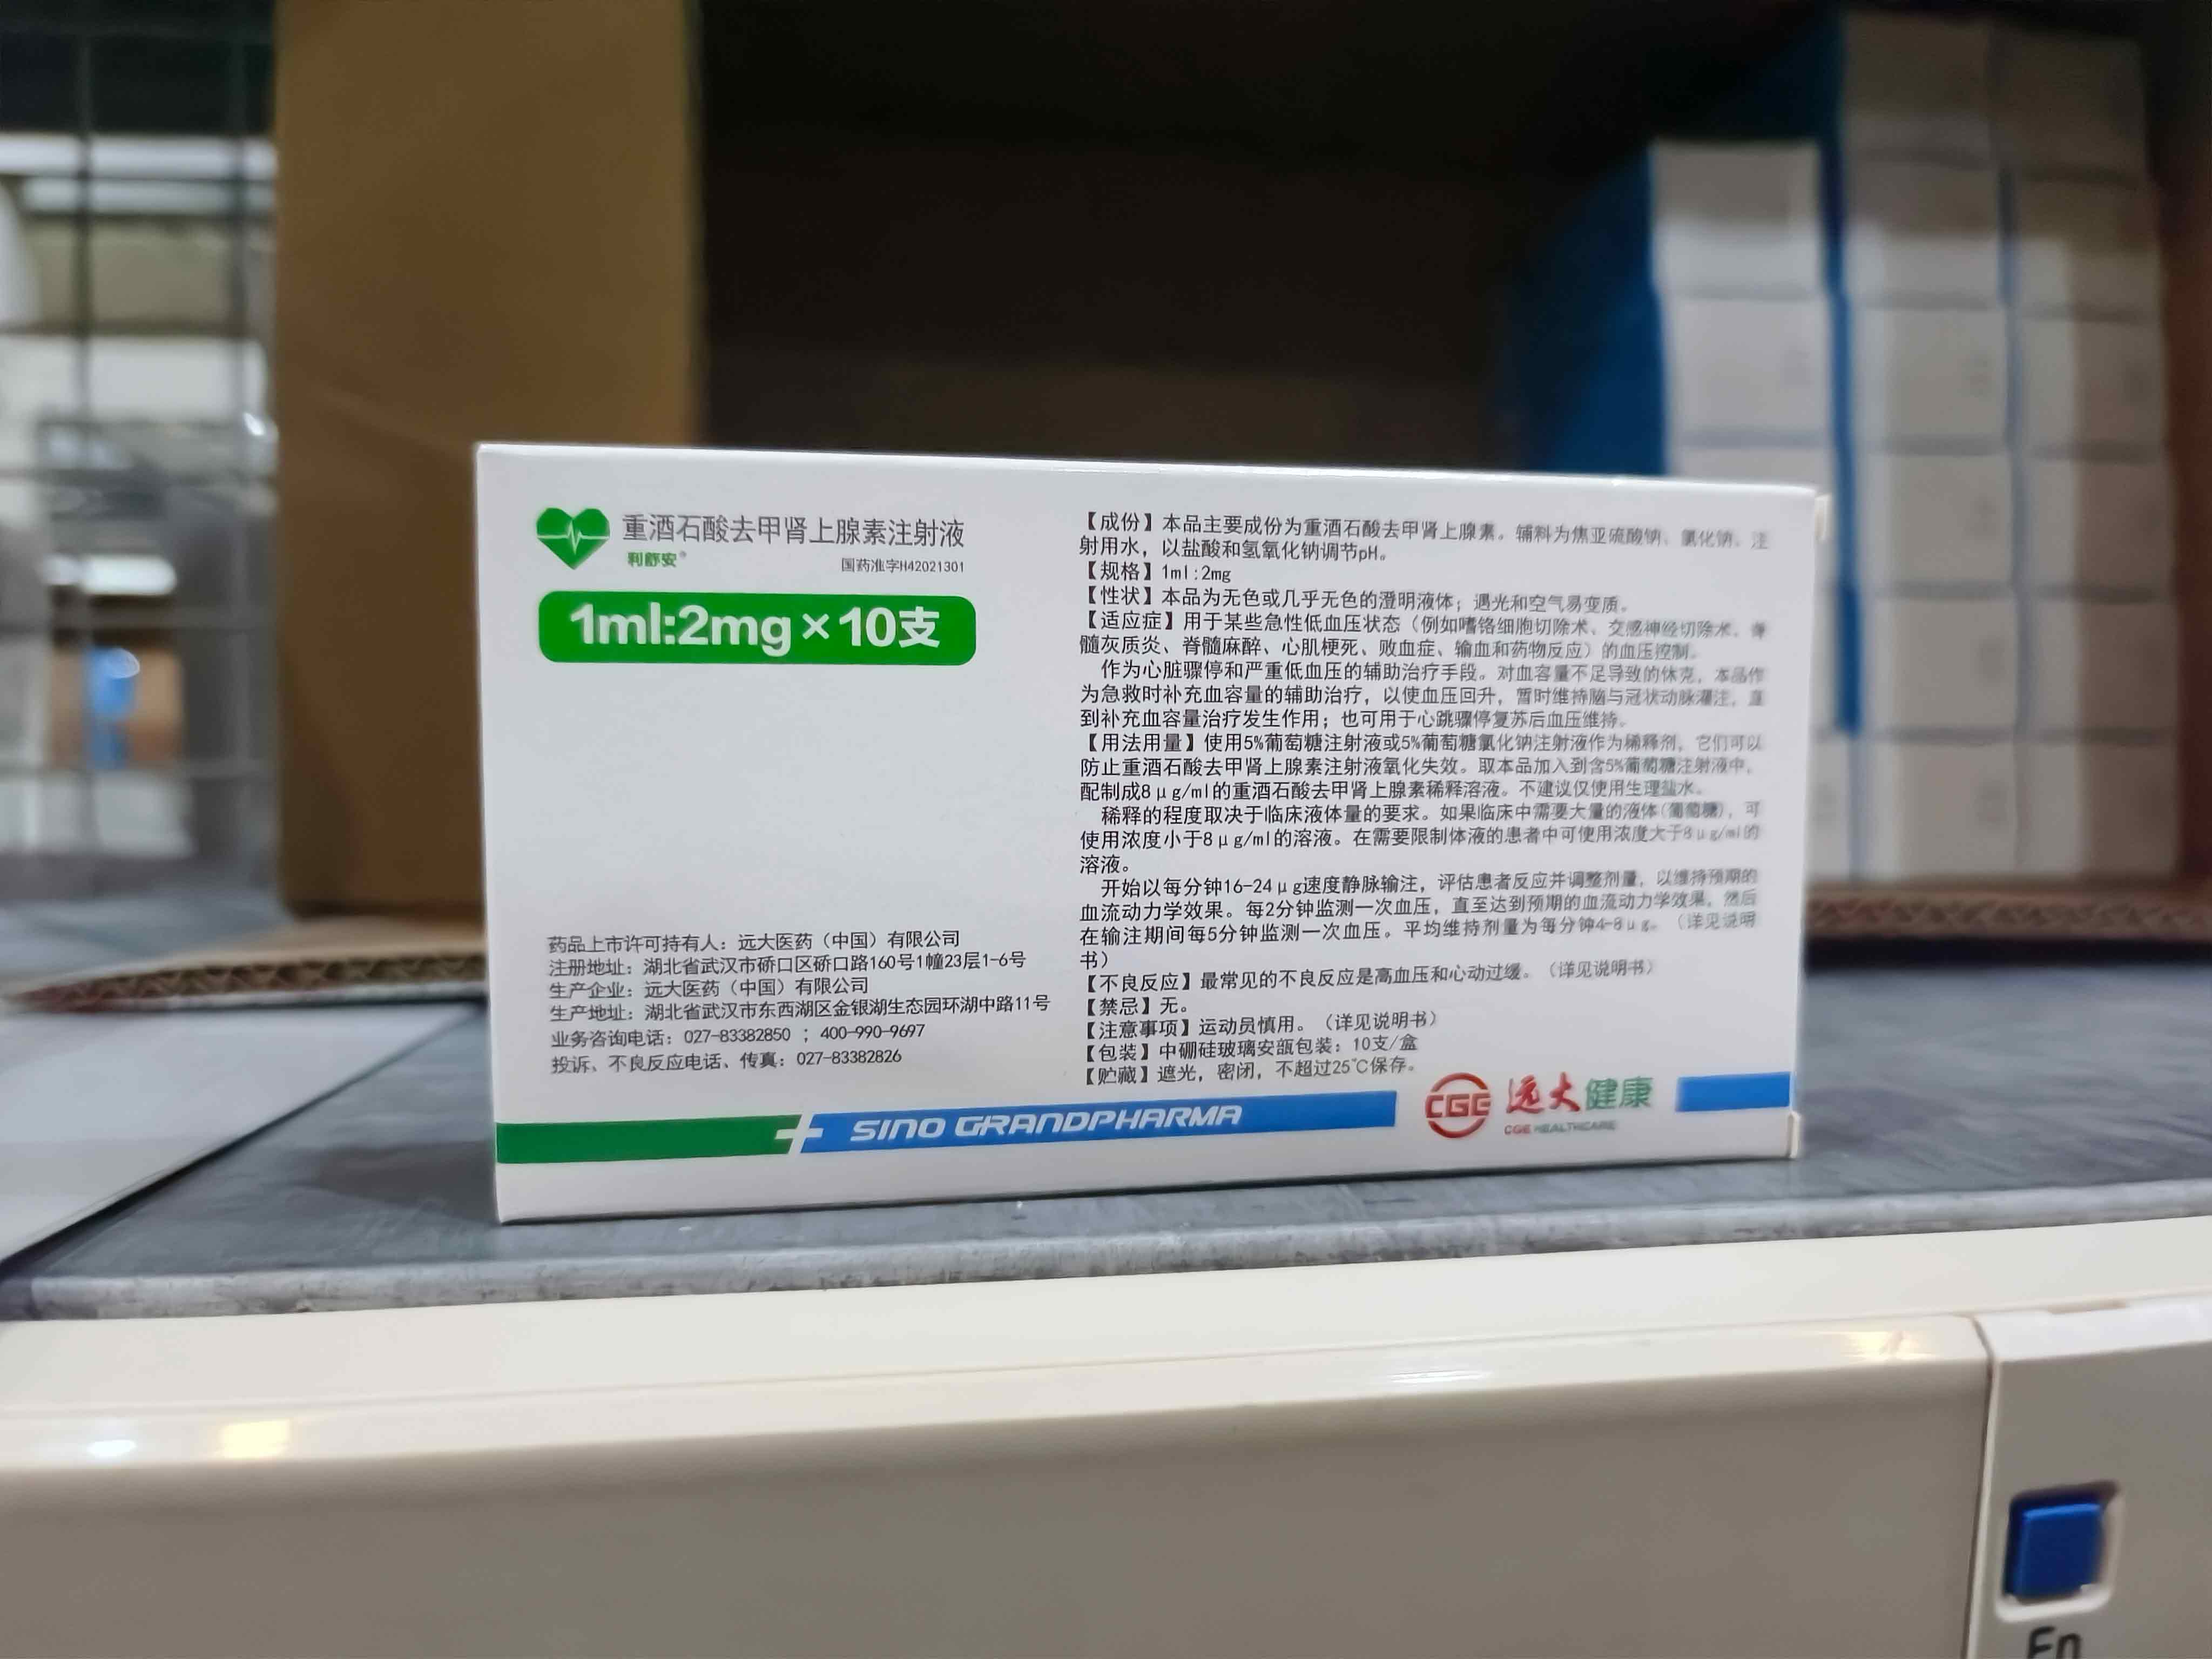 重酒石酸去甲肾上腺素注射液
利舒安®
国药准字H42021301
1ml:2mg×10支
药品上市许可持有人：远大医药（中国）有限公司
注册地址：湖北省武汉市硚口区硚口路160号1幢23层1-6号
生产企业：远大医药（中国）有限公司
生产地址：湖北省武汉市东西湖区金银湖生态园环湖中路11号
业务咨询电话：027-83382850 ；400-990-9697
投诉、不良反应电话、传真：027-83382826
【成份】本品主要成份为重酒石酸去甲肾上腺素。辅料为焦亚硫酸钠、氯化钠、注
射用水，以盐酸和氢氧化钠调节pH。
【规格】1ml:2mg
【性状】本品为无色或几乎无色的澄明液体；遇光和空气易变质。
【适应症】用于某些急性低血压状态（例如嗜铬细胞切除术、交感神经切除术、脊
髓灰质炎、脊髓麻醉、心肌梗死、败血症、输血和药物反应）的血压控制。
作为心脏骤停和严重低血压的辅助治疗手段。对血容量不足导致的休克，本品作
为急救时补充血容量的辅助治疗，以使血压回升，暂时维持脑与冠状动脉灌注，直
到补充血容量治疗发生作用；也可用于心跳骤停复苏后血压维持。
【用法用量】使用5%葡萄糖注射液或5%葡萄糖氯化钠注射液作为稀释剂，它们可以
防止重酒石酸去甲肾上腺素注射液氧化失效。取本品加入到含5%葡萄糖注射液中，
配制成8μg/ml的重酒石酸去甲肾上腺素稀释溶液。不建议仅使用生理盐水。
稀释的程度取决于临床液体量的要求。如果临床中需要大量的液体(葡萄糖)，可
使用浓度小于8μg/ml的溶液。在需要限制体液的患者中可使用浓度大于8μg/ml的
溶液。
开始以每分钟16-24μg速度静脉输注，评估患者反应并调整剂量，以维持预期的
血流动力学效果。每2分钟监测一次血压，直至达到预期的血流动力学效果，然后
在输注期间每5分钟监测一次血压。平均维持剂量为每分钟4-8μg。（详见说明
书）
【不良反应】最常见的不良反应是高血压和心动过缓。（详见说明书）
【禁忌】无。
【注意事项】运动员慎用。（详见说明书）
【包装】中硼硅玻璃安瓿包装：10支/盒
【贮藏】遮光，密闭，不超过25℃保存。
SINO GRANDPHARMA
CGE 远大健康
CGE HEALTHCARE
En